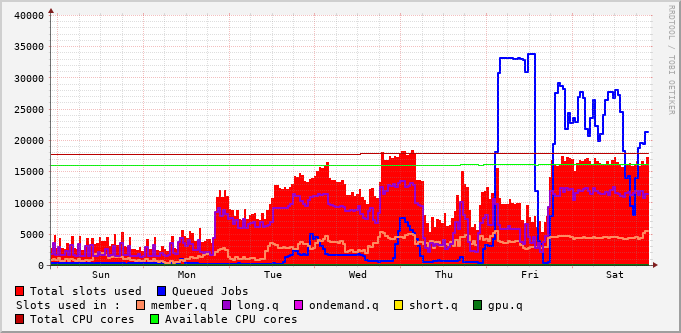 RRDTOOL / TOBI OETIKER
40000
35000
30000
25000
20000
15000
10000
5000
0
Sun Mon Tue Wed Thu Fri Sat
Total slots used Queued Jobs
Slots used in : member.q long.q ondemand.q short.q gpu.q
Total CPU cores Available CPU cores